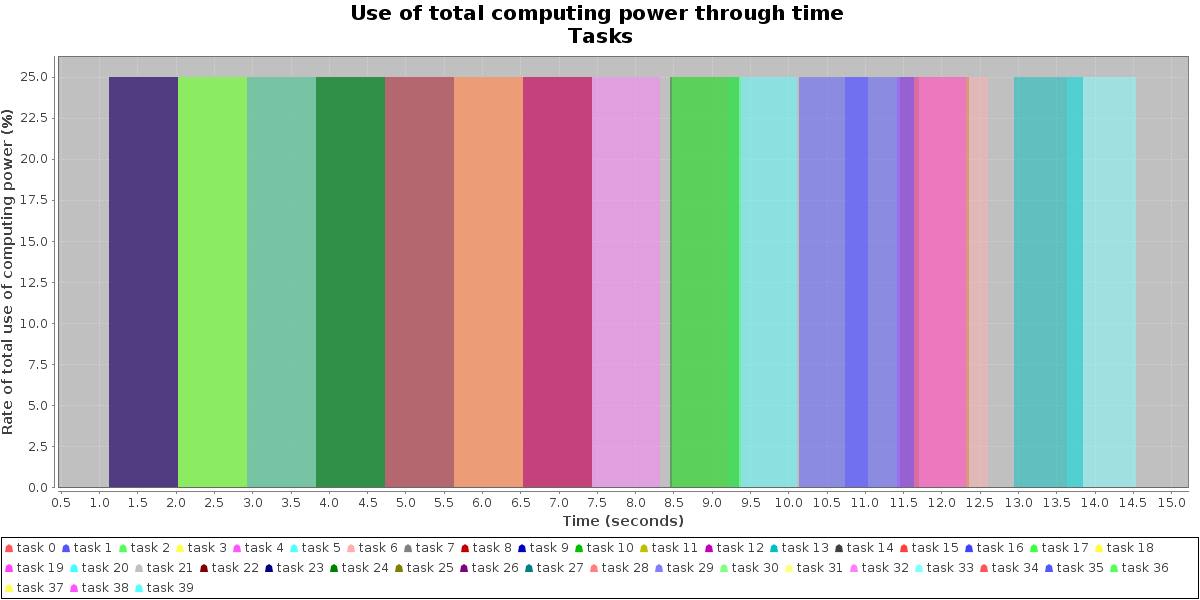 Use of total computing power through time
Tasks
Rate of total use of computing power (%)
25.0
22.5
20.0
17.5
15.0
12.5
10.0
7.5
5.0
2.5
0.0
0.5 1.0 1.5 2.0 2.5 3.0 3.5 4.0 4.5 5.0 5.5 6.0 6.5 7.0 7.5 8.0 8.5 9.0 9.5 10.0 10.5 11.0 11.5 12.0 12.5 13.0 13.5 14.0 14.5 15.0
Time (seconds)
task 0 task 1 task 2 task 3 task 4 task 5 task 6 task 7 task 8 task 9 task 10 task 11 task 12 task 13 task 14 task 15 task 16 task 17 task 18
task 19 task 20 task 21 task 22 task 23 task 24 task 25 task 26 task 27 task 28 task 29 task 30 task 31 task 32 task 33 task 34 task 35 task 36
task 37 task 38 task 39